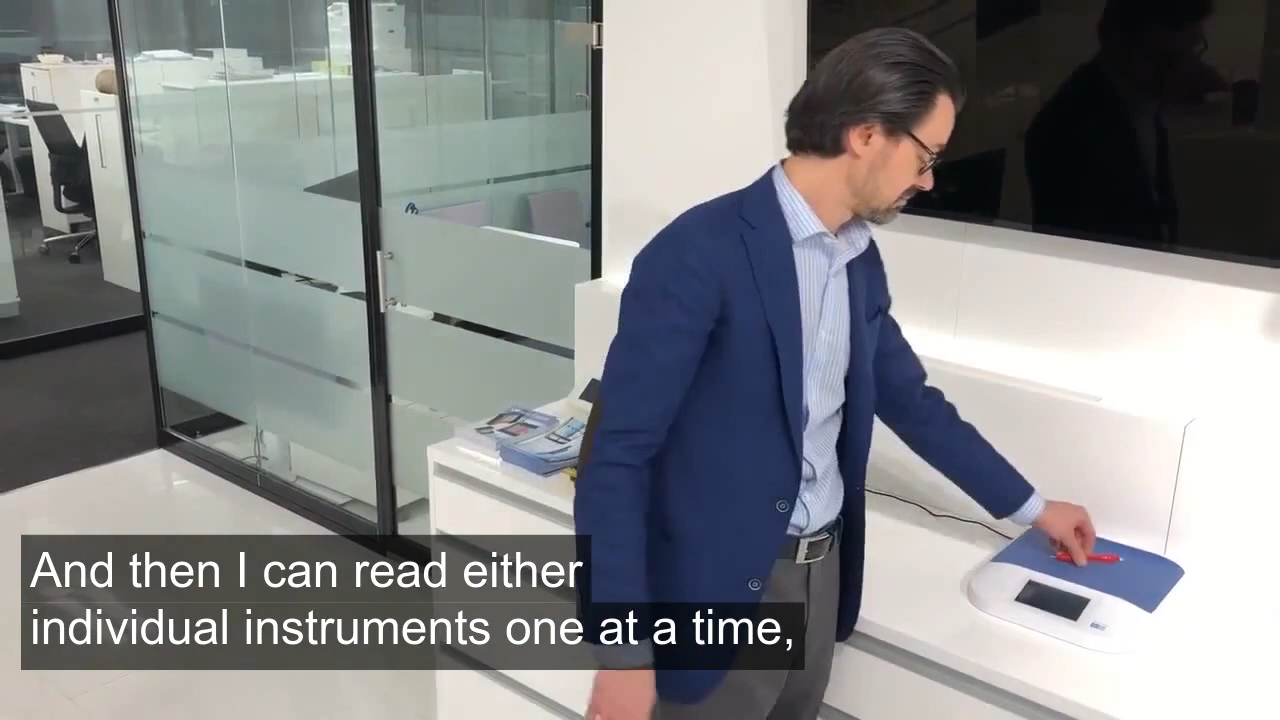 And then I can read either
individual instruments one at a time,